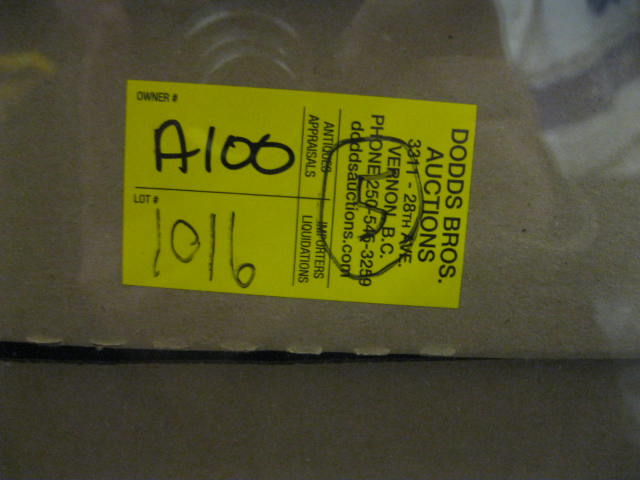 OWNER #
A100
LOT #
1016
DODDS BROS.
AUCTIONS
3311 - 28TH AVE.
VERNON, B.C.
PHONE 250-545-3259
doddsauctions.com
ANTIQUES IMPORTERS
APPRAISALS LIQUIDATIONS